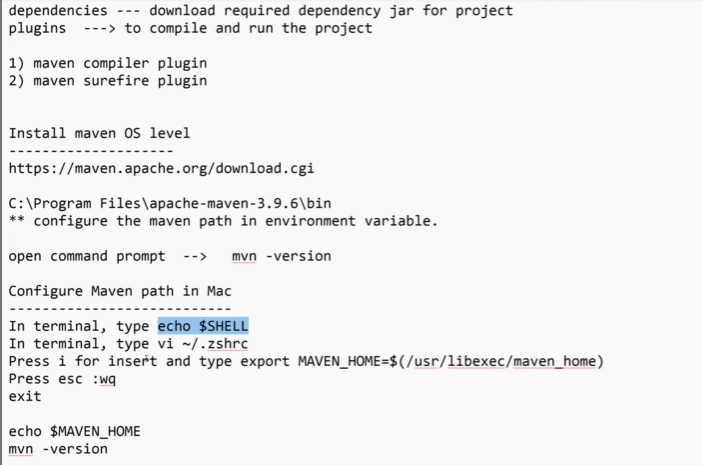 dependencies --- download required dependency jar for project
plugins ---> to compile and run the project
1) maven compiler plugin
2) maven surefire plugin
Install maven OS level
--------------------
https://maven.apache.org/download.cgi
C:\Program Files\apache-maven-3.9.6\bin
** configure the maven path in environment variable.
open command prompt --> mvn -version
Configure Maven path in Mac
---------------------------
In terminal, type echo $SHELL
In terminal, type vi ~/.zshrc
Press i for insert and type export MAVEN_HOME=$(/usr/libexec/maven_home)
Press esc :wq
exit
echo $MAVEN_HOME
mvn -version